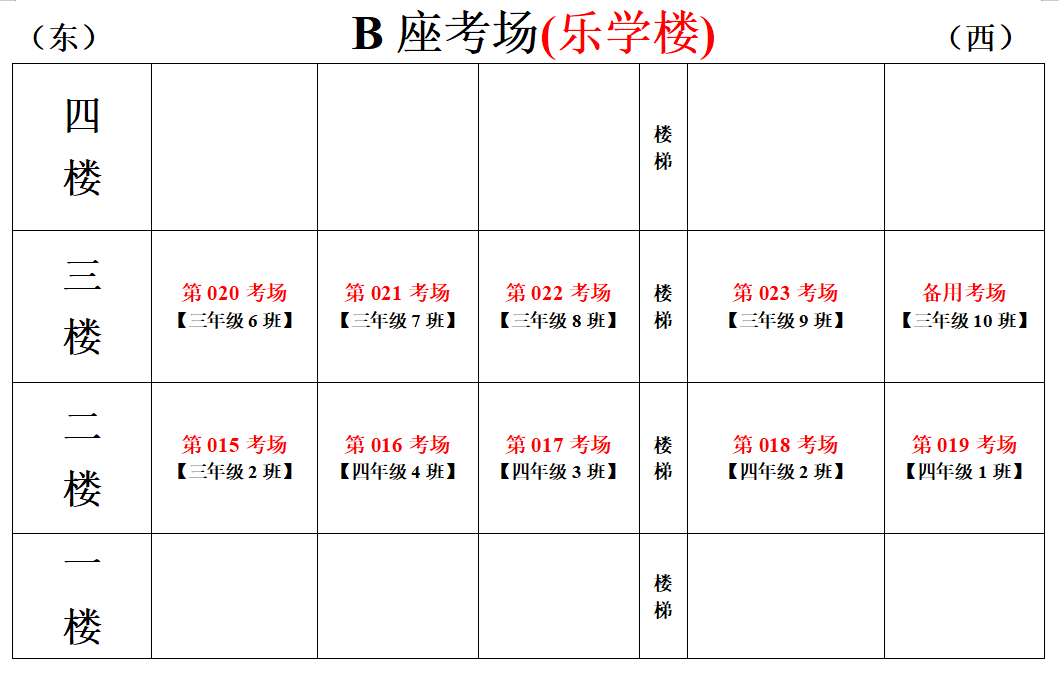 （东） B 座考场(乐学楼) （西）
四
楼
楼
梯
三
楼
第 020 考场
【三年级 6 班】
第 021 考场
【三年级 7 班】
第 022 考场
【三年级 8 班】
楼
梯
第 023 考场
【三年级 9 班】
备用考场
【三年级 10 班】
二
楼
第 015 考场
【三年级 2 班】
第 016 考场
【四年级 4 班】
第 017 考场
【四年级 3 班】
楼
梯
第 018 考场
【四年级 2 班】
第 019 考场
【四年级 1 班】
一
楼
楼
梯